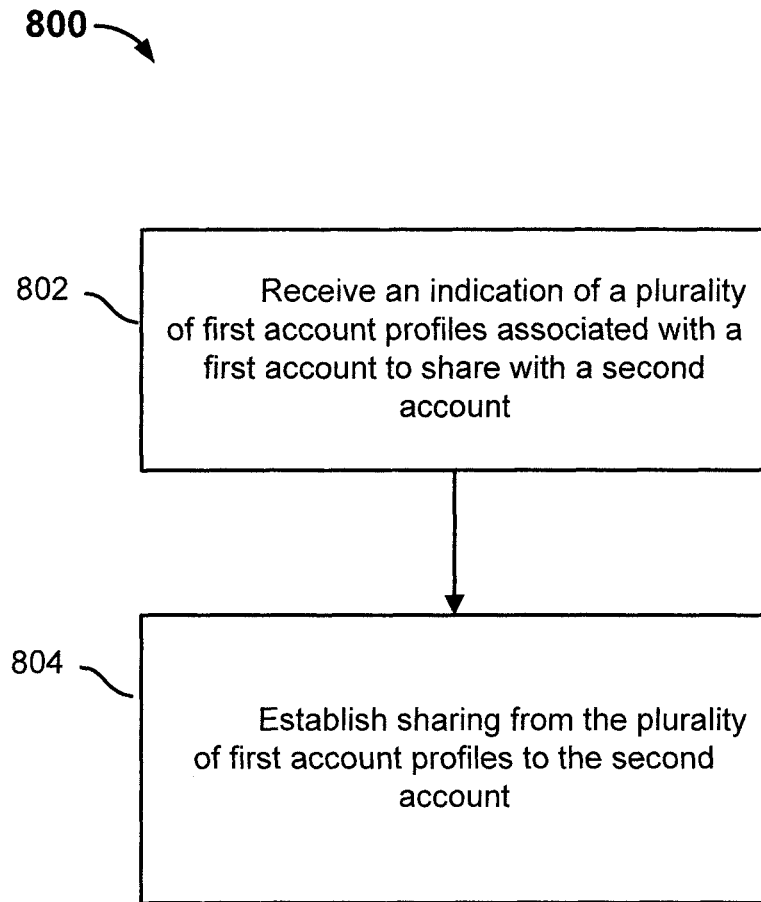 800
802
Receive an indication of a plurality
of first account profiles associated with a
first account to share with a second
account
804
Establish sharing from the plurality
of first account profiles to the second
account